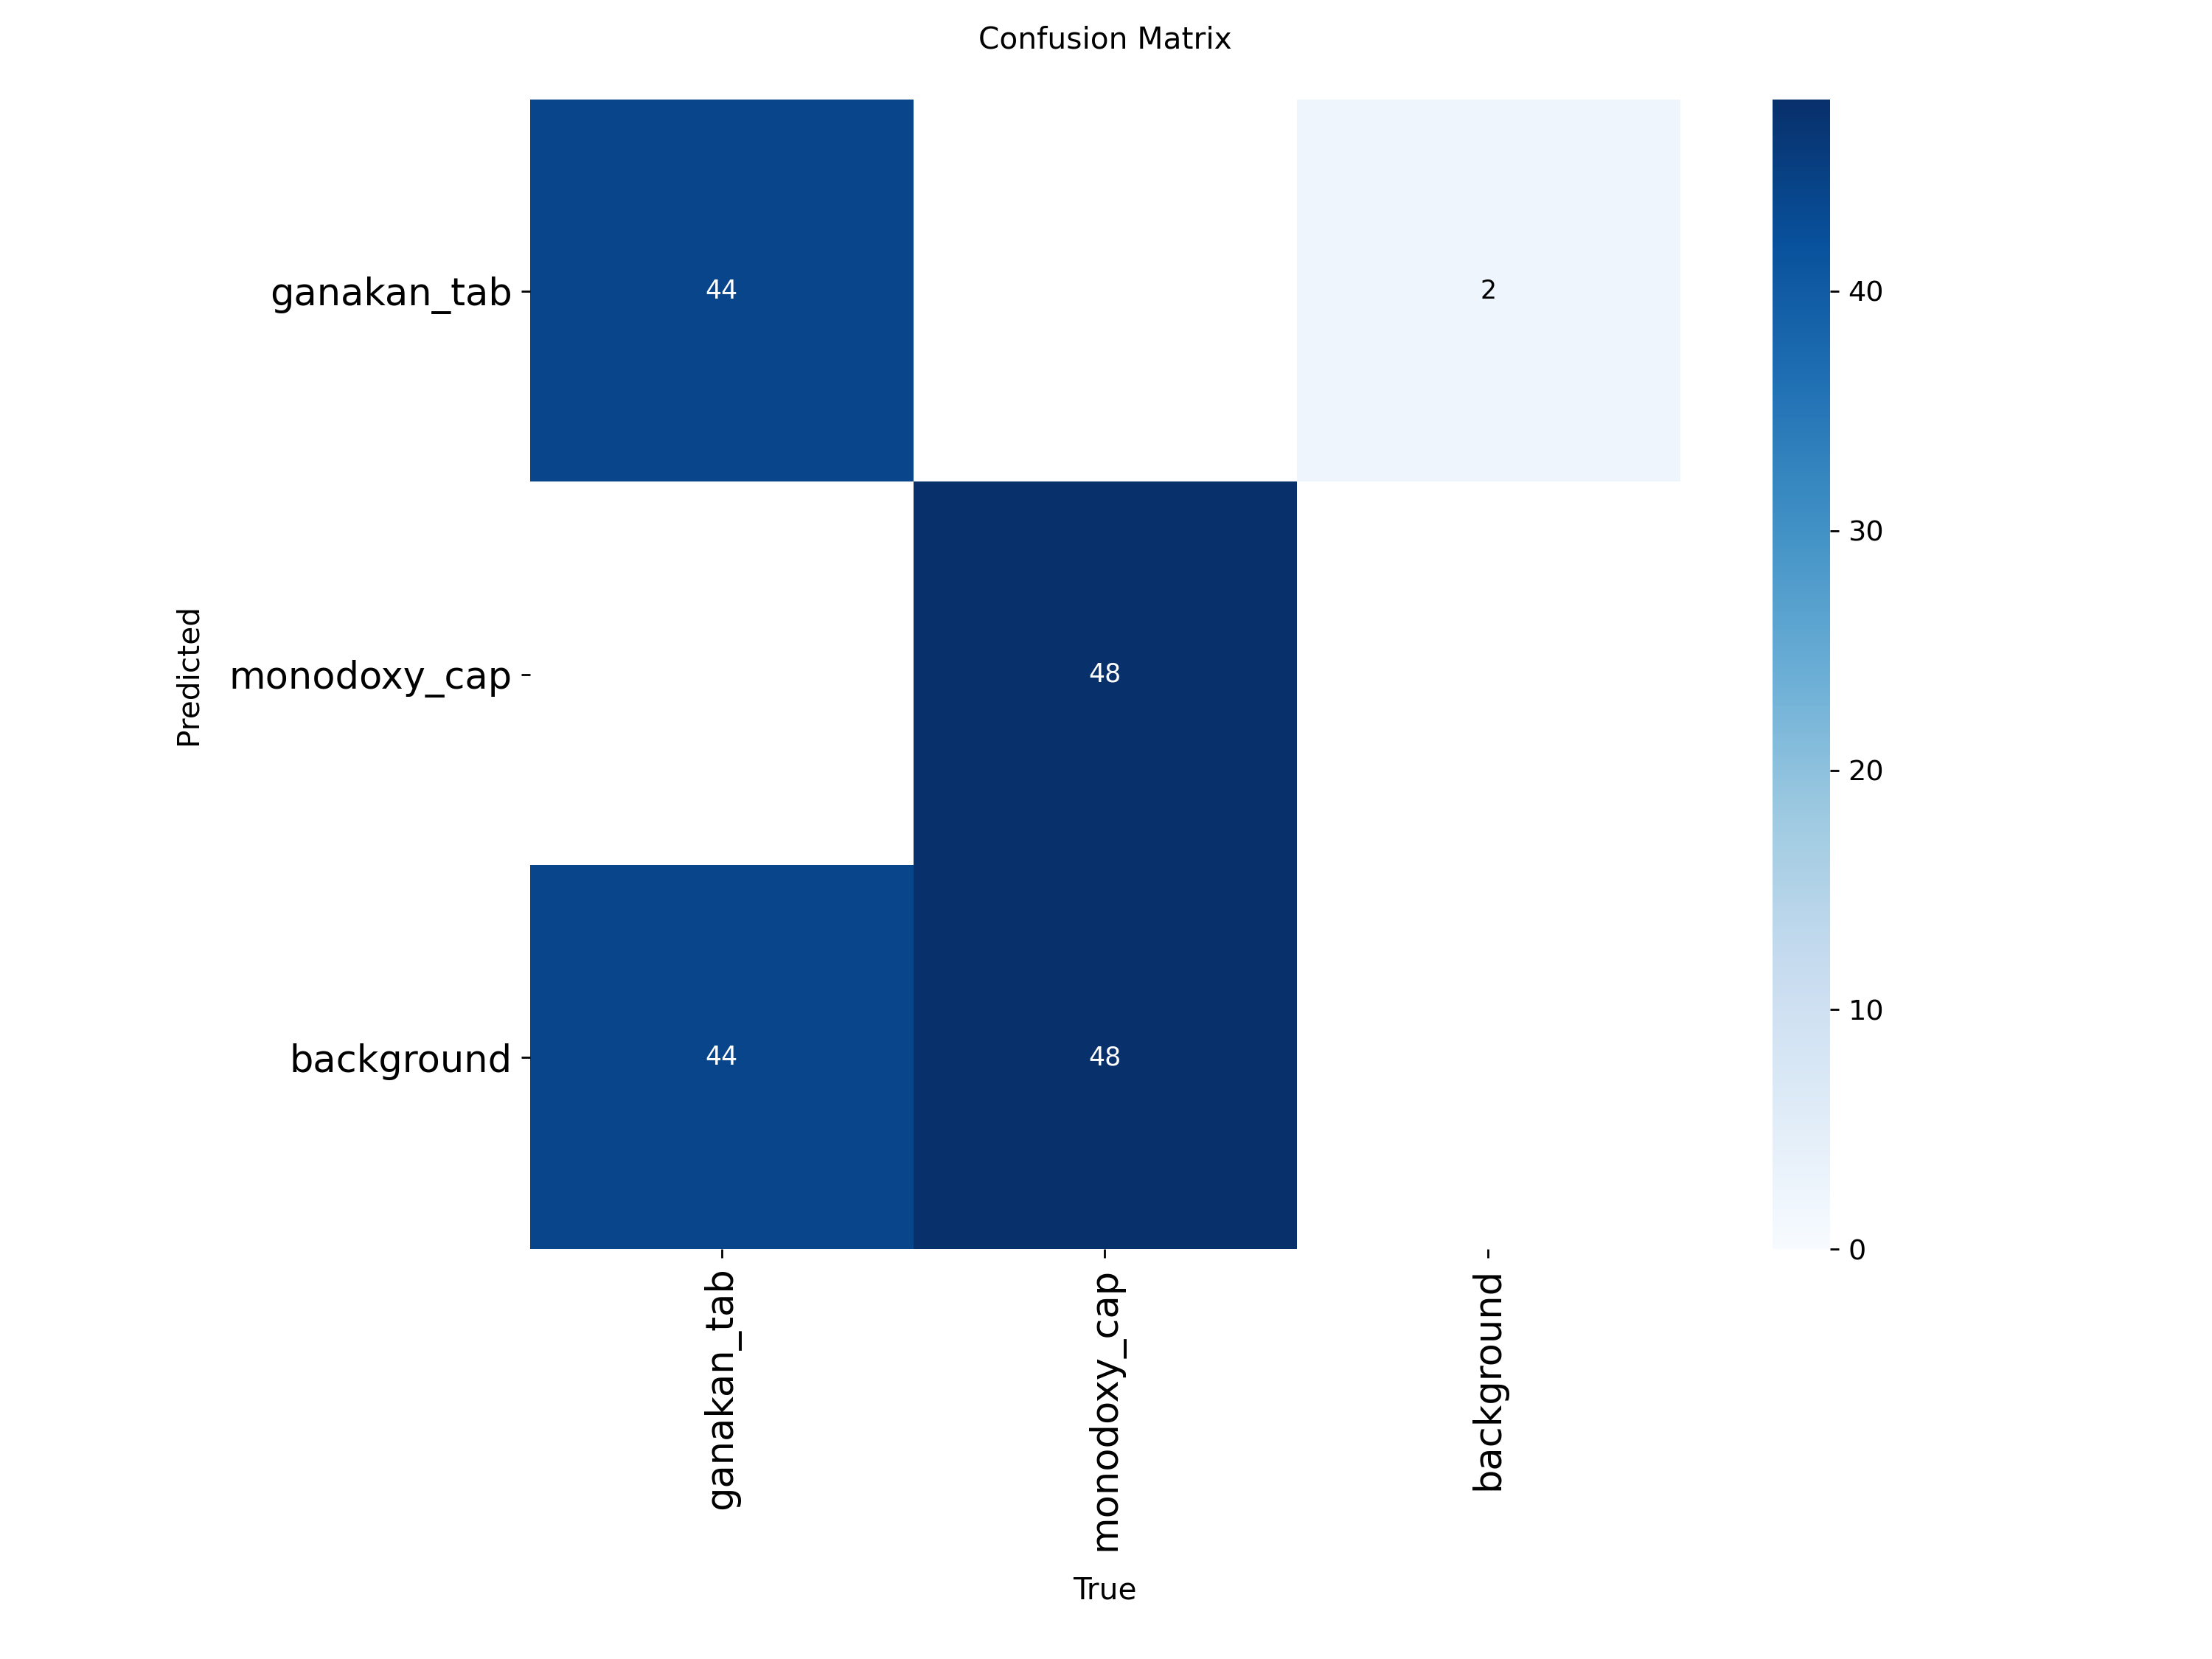 Confusion Matrix
ganakan_tab
44
2
40
30
monodoxy_cap
48
Predicted
20
background
44
48
10
0
ganakan_tab
monodoxy_cap
background
True